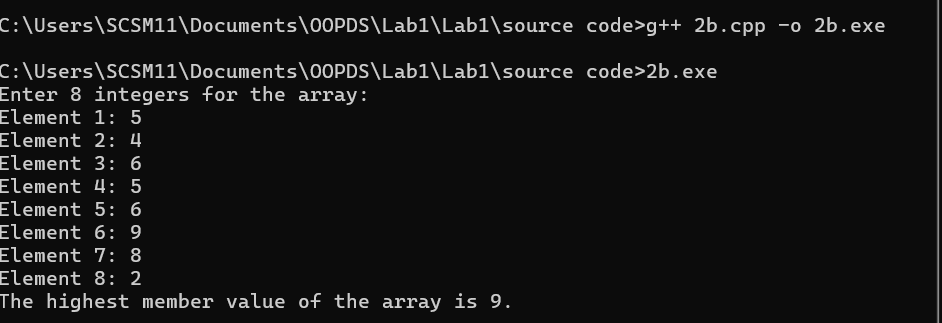 C:\Users\SCSM11\Documents\OOPDS\Lab1\Lab1\source code>g++ 2b.cpp -o 2b.exe
C:\Users\SCSM11\Documents\OOPDS\Lab1\Lab1\source code>2b.exe
Enter 8 integers for the array:
Element 1: 5
Element 2: 4
Element 3: 6
Element 4: 5
Element 5: 6
Element 6: 9
Element 7: 8
Element 8: 2
The highest member value of the array is 9.